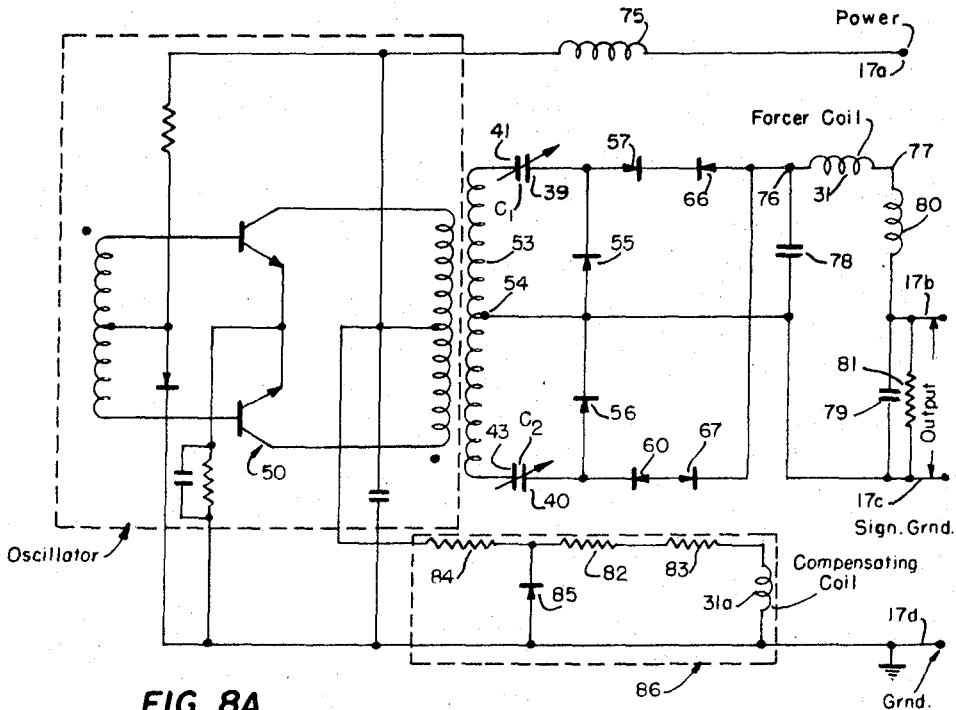 75
Power
17a
41
57
Forcer Coil
77
C1
39
66
76
31
80
53
55
78
54
17b
81
56
79
Output
43
C2
60
67
50
40
17c
Sign. Grnd.
Oscillator
84
85
82
83
31a
Compensating
Coil
17d
86
Grnd.
FIG. 8A